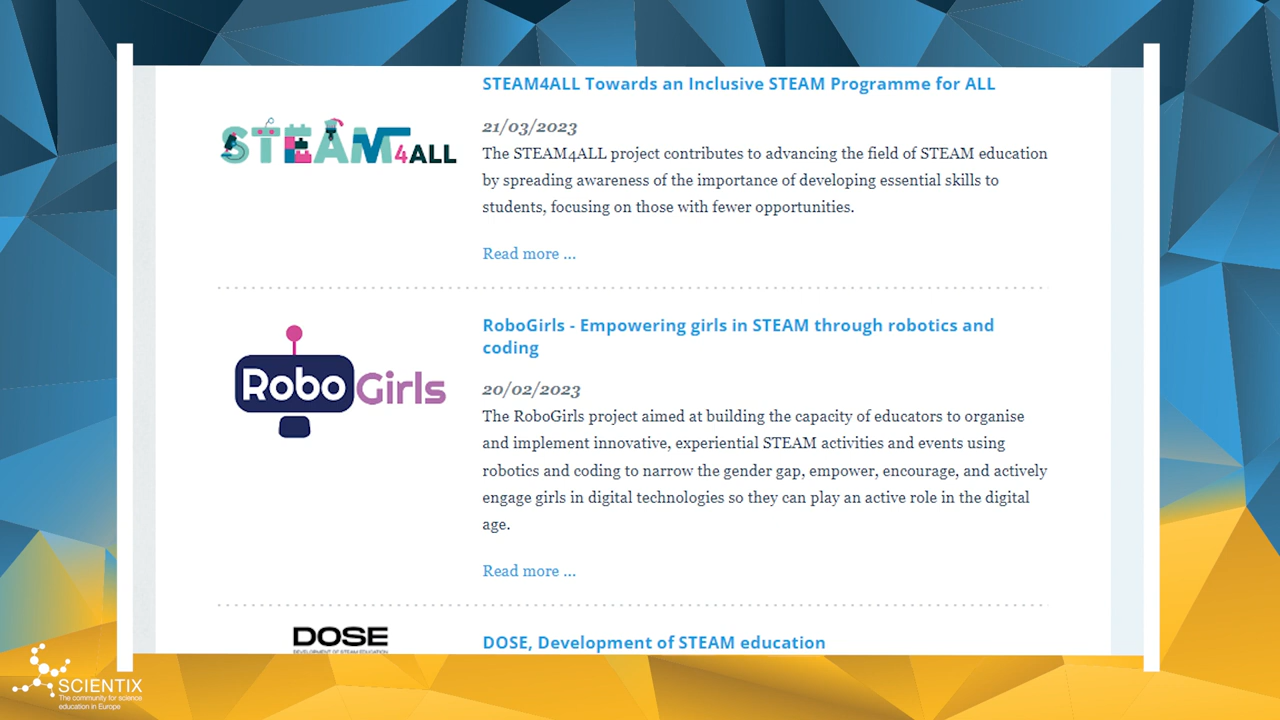 STEAM4ALL Towards an Inclusive STEAM Programme for ALL
STEAM4ALL
21/03/2023
The STEAM4ALL project contributes to advancing the field of STEAM education
by spreading awareness of the importance of developing essential skills to
students, focusing on those with fewer opportunities.
Read more ...
RoboGirls - Empowering girls in STEAM through robotics and
coding
RoboGirls
20/02/2023
The RoboGirls project aimed at building the capacity of educators to organise
and implement innovative, experiential STEAM activities and events using
robotics and coding to narrow the gender gap, empower, encourage, and actively
engage girls in digital technologies so they can play an active role in the digital
age.
Read more ...
DOSE
DEVELOPMENT OF STEAM EDUCATION
DOSE, Development of STEAM education
SCIENTIX
The community for science
education in Europe